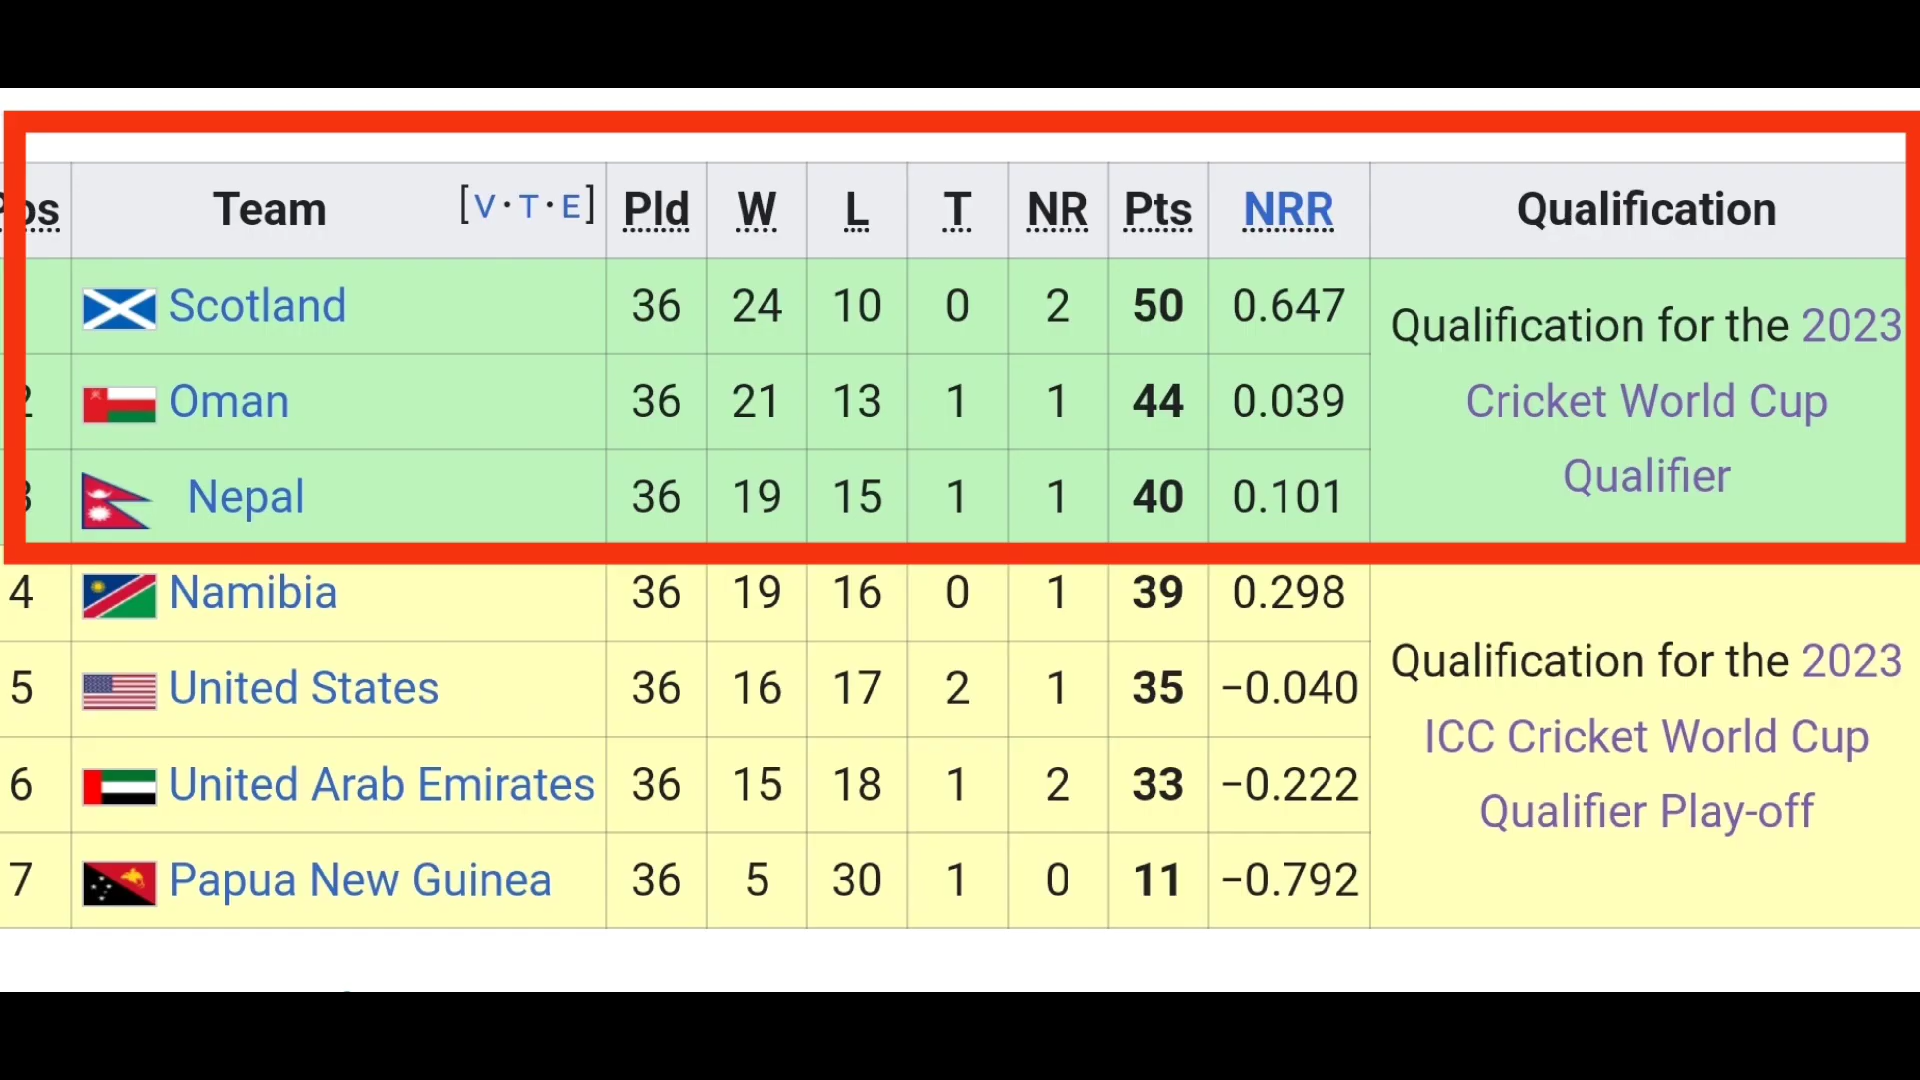 Pos Team [V·T·E] Pld W L T NR Pts NRR Qualification
Scotland 36 24 10 0 2 50 0.647
2 Oman 36 21 13 1 1 44 0.039
3 Nepal 36 19 15 1 1 40 0.101
Qualification for the 2023
Cricket World Cup
Qualifier
4 Namibia 36 19 16 0 1 39 0.298
5 United States 36 16 17 2 1 35 −0.040
6 United Arab Emirates 36 15 18 1 2 33 −0.222
7 Papua New Guinea 36 5 30 1 0 11 −0.792
Qualification for the 2023
ICC Cricket World Cup
Qualifier Play-off